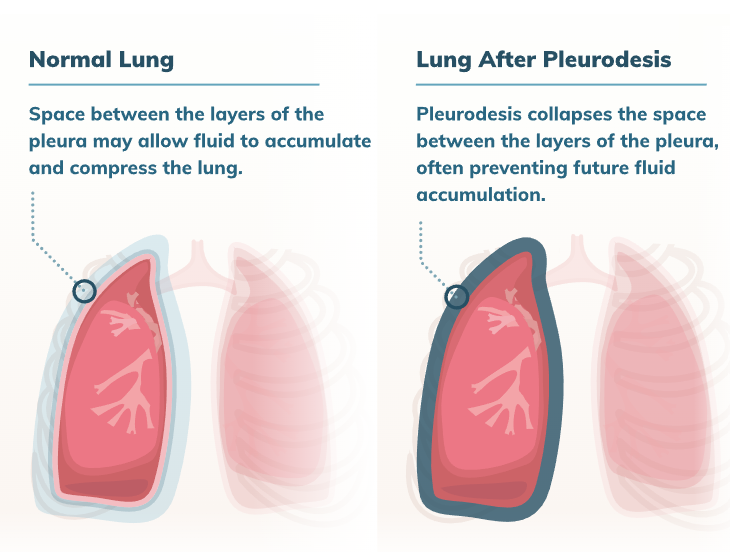 Normal Lung
Space between the layers of the
pleura may allow fluid to accumulate
and compress the lung.
Lung After Pleurodesis
Pleurodesis collapses the space
between the layers of the pleura,
often preventing future fluid
accumulation.